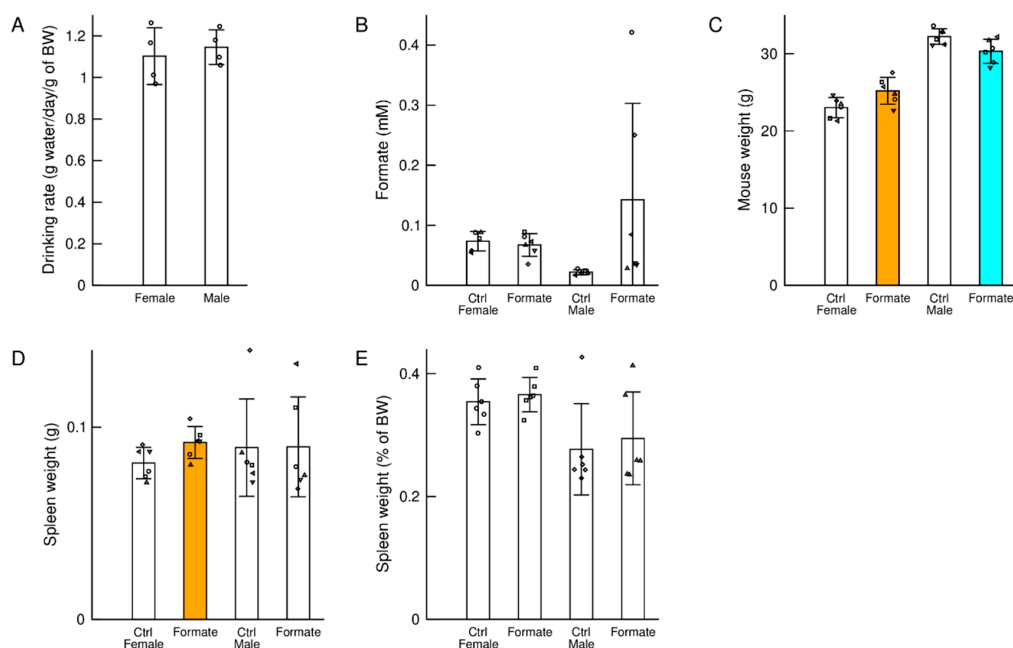 A
Drinking rate (g water/day/g of BW)
1.2
1
0.8
0.6
0.4
0.2
0
Female
Male
B
Formate (mM)
0.4
0.3
0.2
0.1
0
Ctrl
Female
Formate
Ctrl
Male
Formate
C
Mouse weight (g)
30
20
10
0
Ctrl
Female
Formate
Ctrl
Male
Formate
D
Spleen weight (g)
0.1
0
Ctrl
Female
Formate
Ctrl
Male
Formate
E
Spleen weight (% of BW)
0.4
0.2
0
Ctrl
Female
Formate
Ctrl
Male
Formate